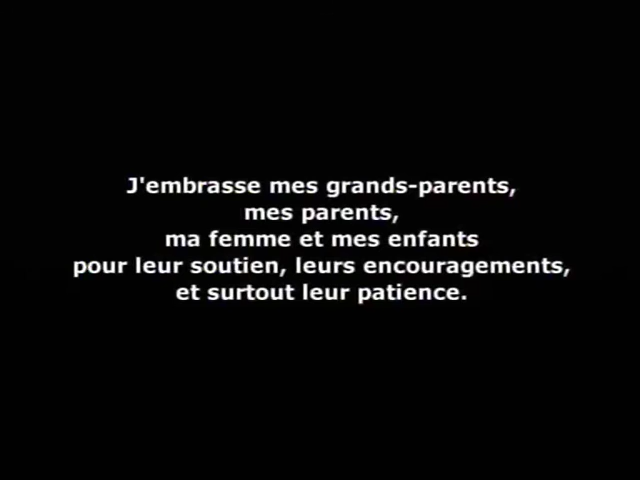 J'embrasse mes grands-parents,
mes parents,
ma femme et mes enfants
pour leur soutien, leurs encouragements,
et surtout leur patience.